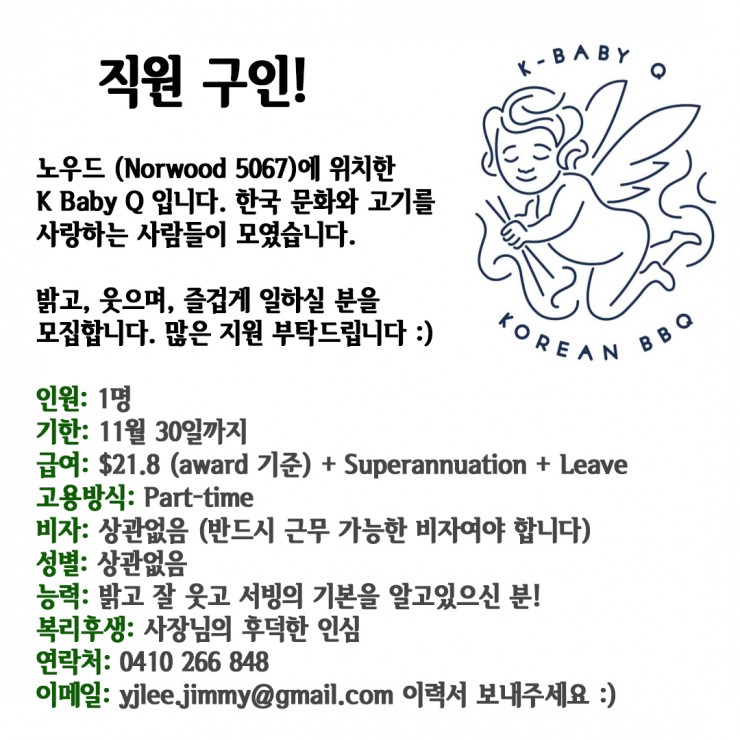 직원 구인!
K-BABY Q
노우드 (Norwood 5067)에 위치한
K Baby Q 입니다. 한국 문화와 고기를
사랑하는 사람들이 모였습니다.
밝고, 웃으며, 즐겁게 일하실 분을
모집합니다. 많은 지원 부탁드립니다 :)
KOREAN BBQ
인원: 1명
기한: 11월 30일까지
급여: $21.8 (award 기준) + Superannuation + Leave
고용방식: Part-time
비자: 상관없음 (반드시 근무 가능한 비자여야 합니다)
성별: 상관없음
능력: 밝고 잘 웃고 서빙의 기본을 알고있으신 분!
복리후생: 사장님의 후덕한 인심
연락처: 0410 266 848
이메일: yjlee.jimmy@gmail.com 이력서 보내주세요 :)